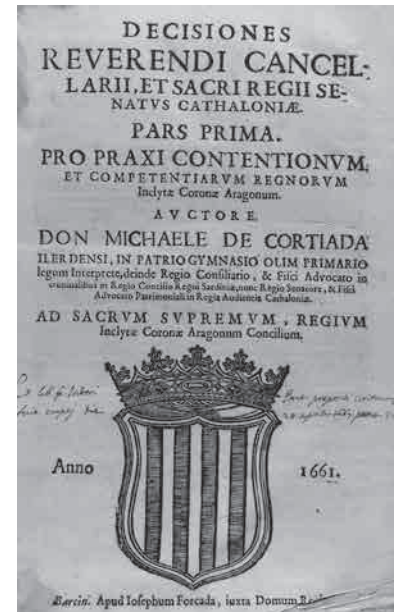 DECISIONES
REVERENDI CANCEL-
LARII, ET SACRI REGII SE-
NATVS CATHALONIÆ.
PARS PRIMA.
PRO PRAXI CONTENTIONVM,
ET COMPETENTIARVM REGNORVM
Inclytæ Coronæ Aragonum.
AVCTORE
DON MICHAELE DE CORTIADA
ILERDENSI, IN PATRIO GYMNASIO OLIM PRIMARIO
legum Interprete, deinde Regio Consiliario, & Fisci Advocato in
criminalibus in Regio Concilio Regni Sardiniæ, nunc Regio Senatore, & Fisci
Advocato Patrimoniali in Regia Audientia Cathaloniæ.
AD SACRVM SVPREMVM, REGIVM
Inclytæ Coronæ Aragonum Concilium.
Anno 1661.
Barcin. Apud Iosephum Forcada, iuxta Domum